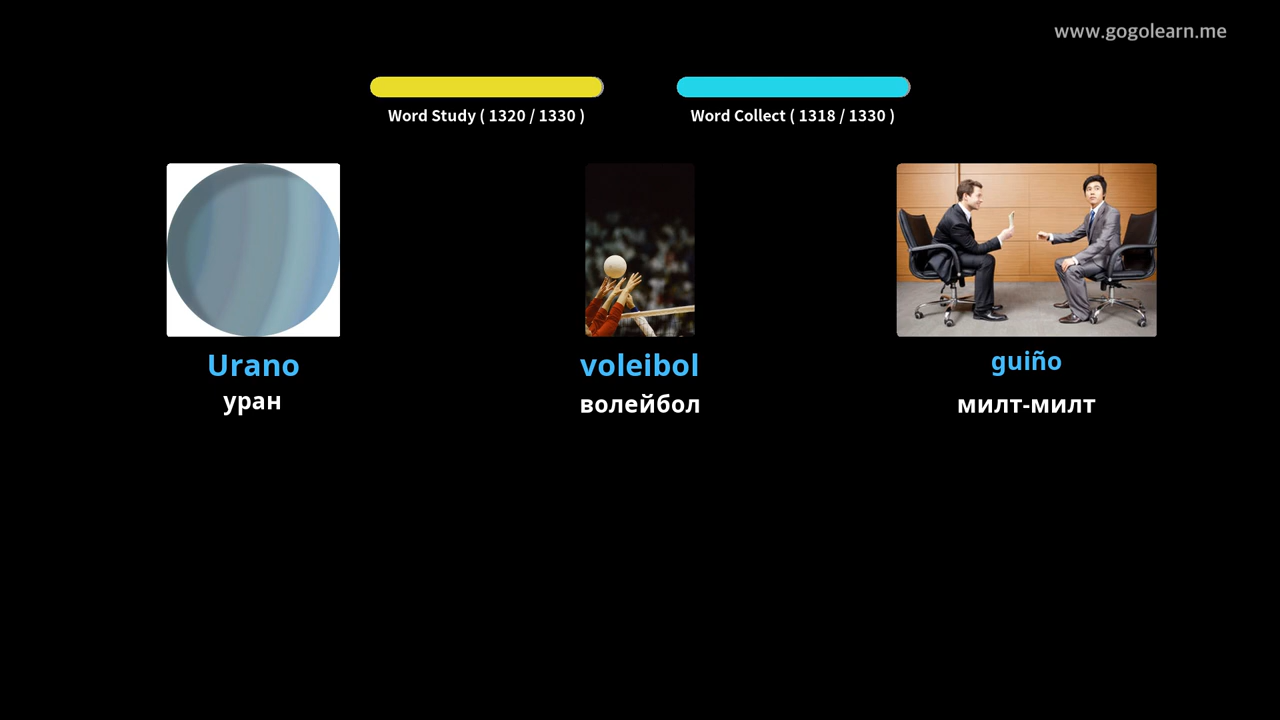 www.gogolearn.me
Word Study ( 1320 / 1330 )
Word Collect ( 1318 / 1330 )
Urano
уран
voleibol
волейбол
guiño
милт-милт